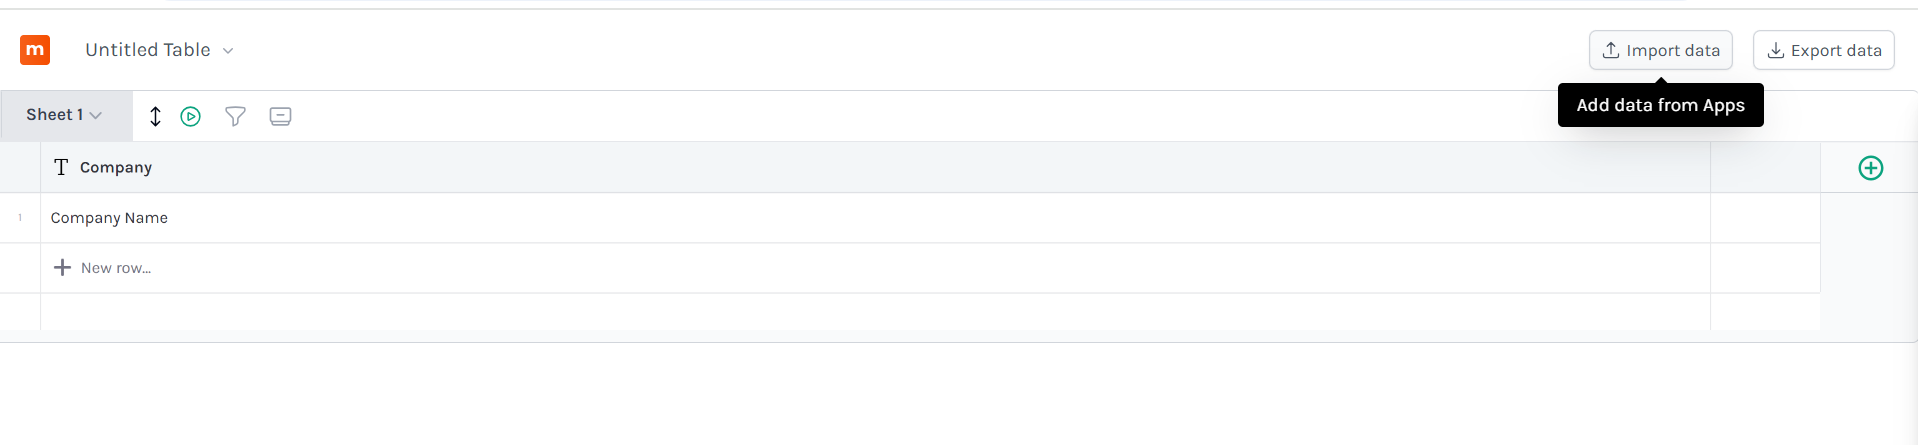 m
Untitled Table
Import data
Export data
Add data from Apps
Sheet 1
T Company
1 Company Name
New row...